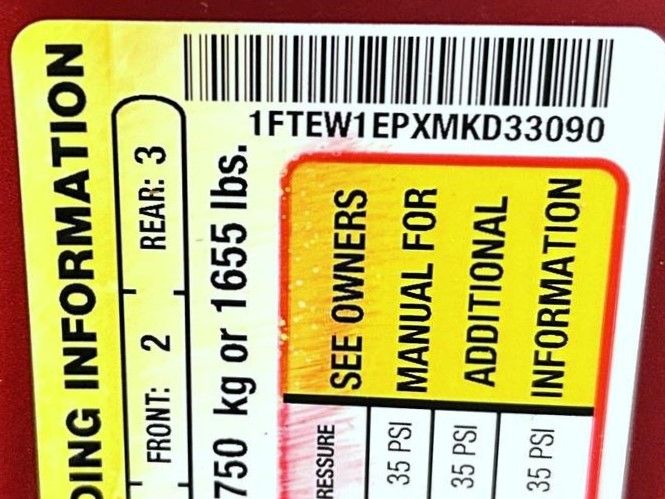 1FTEW1EPXMKD33090
DING INFORMATION
FRONT: 2 REAR: 3
750 kg or 1655 lbs.
SEE OWNERS
MANUAL FOR
ADDITIONAL
INFORMATION
RESSURE
35 PSI
35 PSI
35 PSI